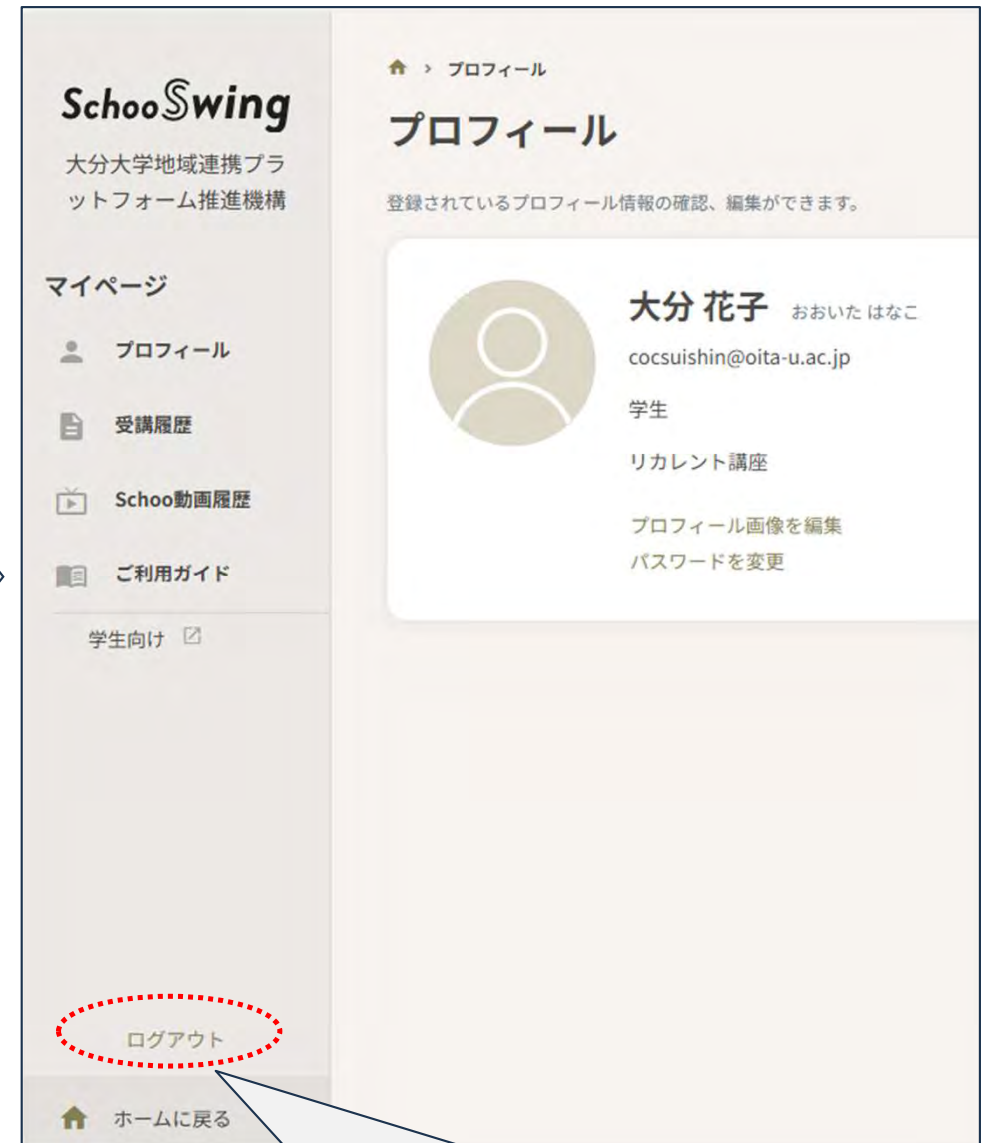 SchooSwing
大分大学地域連携プラ
ットフォーム推進機構
マイページ
プロフィール
受講履歴
Schoo動画履歴
ご利用ガイド
学生向け
ログアウト
ホームに戻る
› プロフィール
プロフィール
登録されているプロフィール情報の確認、編集ができます。
大分 花子 おおいた はなこ
cocsuishin@oita-u.ac.jp
学生
リカレント講座
プロフィール画像を編集
パスワードを変更